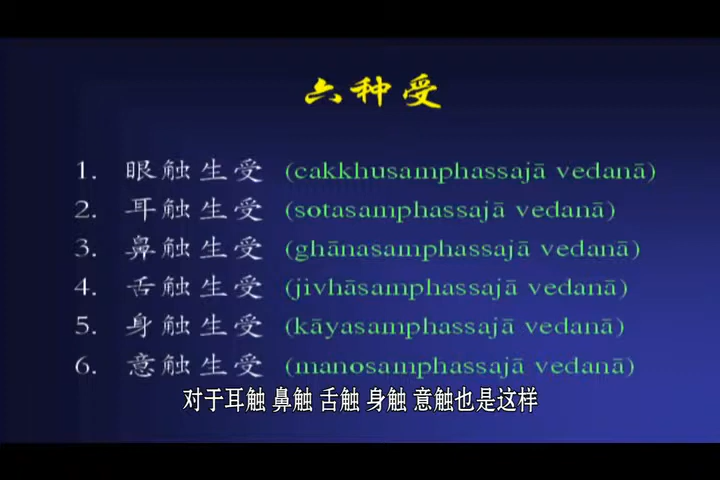 六种受
1. 眼触生受 (cakkhusamphassajā vedanā)
2. 耳触生受 (sotasamphassajā vedanā)
3. 鼻触生受 (ghānasamphassajā vedanā)
4. 舌触生受 (jivhāsamphassajā vedanā)
5. 身触生受 (kāyasamphassajā vedanā)
6. 意触生受 (manosamphassajā vedanā)
对于耳触 鼻触 舌触 身触 意触也是这样